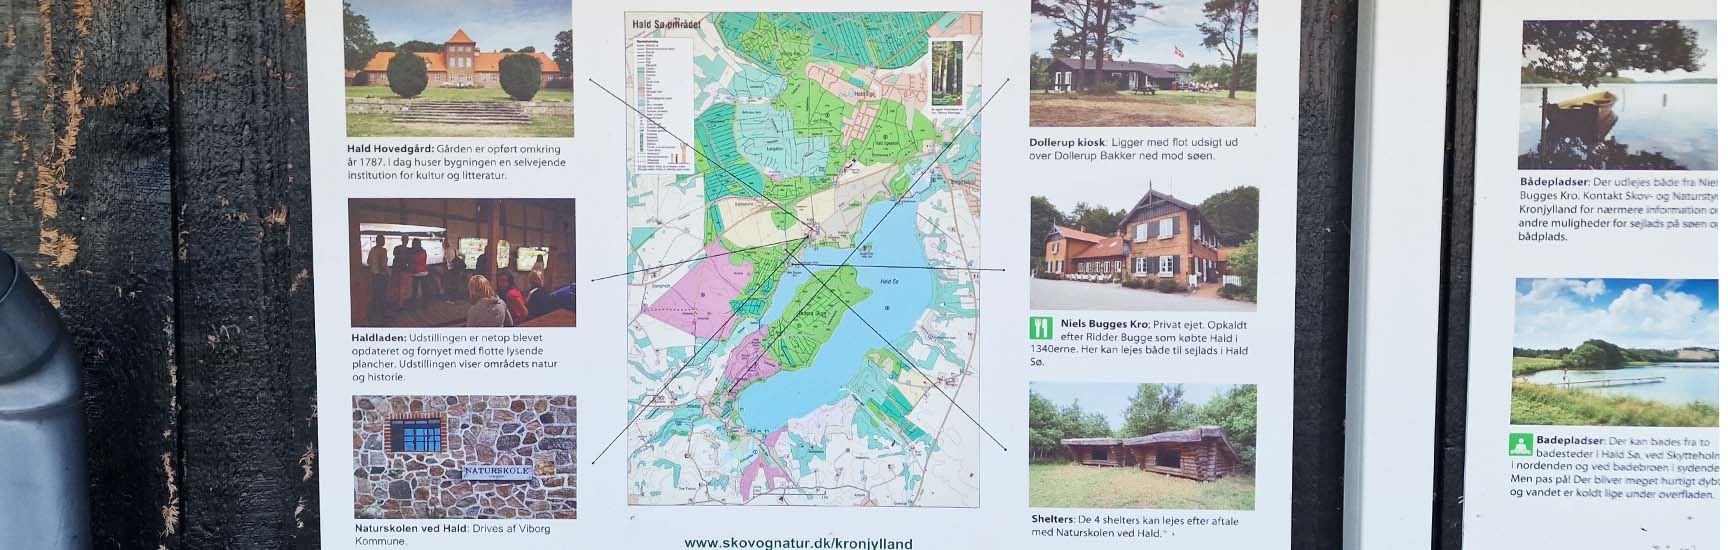 Hald Hovedgård: Gården er opført omkring
år 1787. I dag huser bygningen en selvejende
institution for kultur og litteratur.
Haldladen: Udstillingen er netop blevet
opdateret og fornyet med flotte lysende
plancher. Udstillingen viser områdets natur
og historie.
NATURSKOLE
Naturskolen ved Hald: Drives af Viborg
Kommune.
Hald Sø området
Hald Ege
Hald Sø
www.skovognatur.dk/kronjylland
Dollerup kiosk: Ligger med flot udsigt ud
over Dollerup Bakker ned mod søen.
Niels Bugges Kro; Privat ejet. Opkaldt
efter Ridder Bugge som købte Hald i
1340erne. Her kan lejes både til sejlads i Hald
Sø.
Shelters: De 4 shelters kan lejes efter aftale
med Naturskolen ved Hald.
Bådepladser: Der udlejes både fra Niel
Bugges Kro. Kontakt Skov- og Natursty
Kronjylland for nærmere information o
andre muligheder for sejlads på søen o
bådplads.
Badepladser: Der kan bades fra to
badesteder i Hald Sø, ved Skytteholm
i nordenden og ved badebroen i sydende
Men pas på! Der bliver meget hurtigt dybt
og vandet er koldt lige under overfladen.